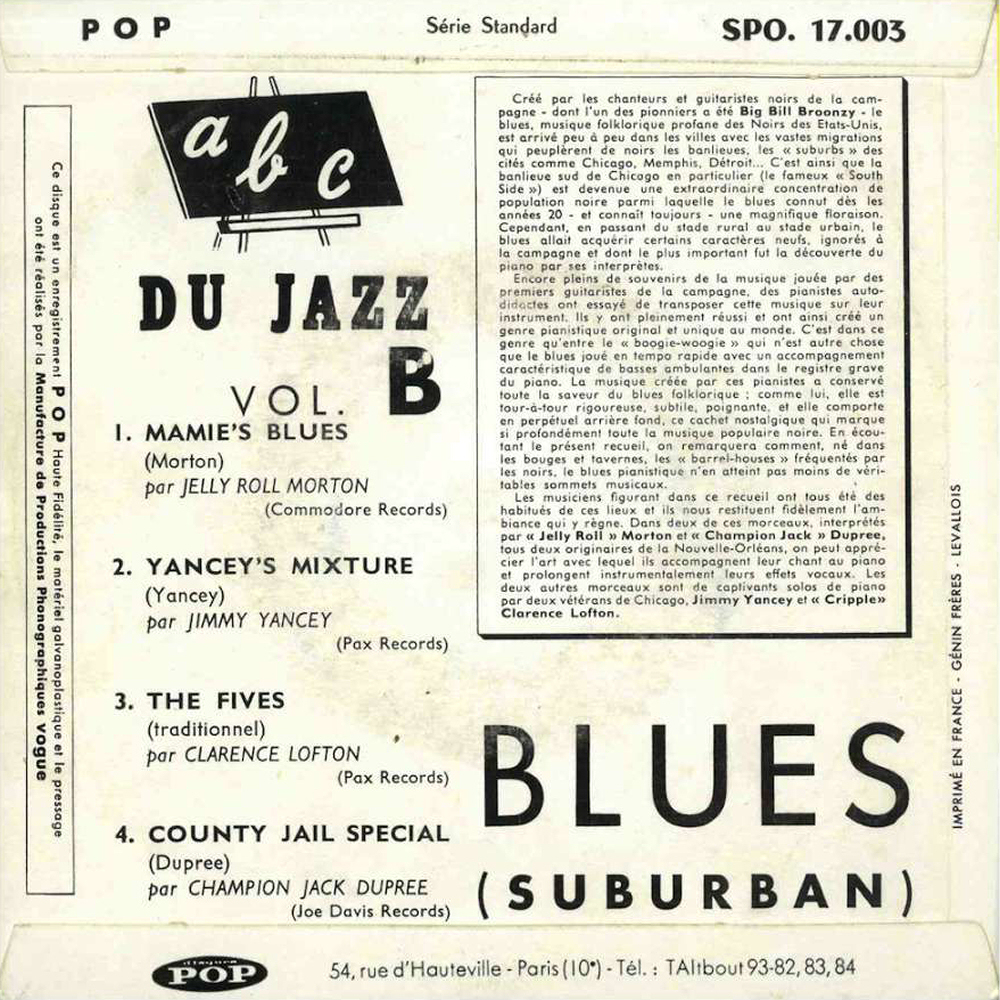 POP
Série Standard
SPO. 17.003
a b c
DU JAZZ
VOL. B
1. MAMIE'S BLUES
(Morton)
par JELLY ROLL MORTON
(Commodore Records)
2. YANCEY'S MIXTURE
(Yancey)
par JIMMY YANCEY
(Pax Records)
3. THE FIVES
(traditionnel)
par CLARENCE LOFTON
(Pax Records)
4. COUNTY JAIL SPECIAL
(Dupree)
par CHAMPION JACK DUPREE
(Joe Davis Records)
Créé par les chanteurs et guitaristes noirs de la cam-
pagne - dont l'un des pionniers a été Big Bill Broonzy - le
blues, musique folklorique profane des Noirs des Etats-Unis,
est arrivé peu à peu dans les villes avec les vastes migrations
qui peuplèrent de noirs les banlieues, les « suburbs » des
cités comme Chicago, Memphis, Détroit... C'est ainsi que la
banlieue sud de Chicago en particulier (le fameux « South
Side ») est devenue une extraordinaire concentration de
population noire parmi laquelle le blues connut dès les
années 20 - et connaît toujours - une magnifique floraison.
Cependant, en passant du stade rural au stade urbain, le
blues allait acquérir certains caractères neufs, ignorés à
la campagne et dont le plus important fut la découverte du
piano par ses interprètes.
Encore pleins de souvenirs de la musique jouée par des
premiers guitaristes de la campagne, des pianistes auto-
didactes ont essayé de transposer cette musique sur leur
instrument. Ils y ont pleinement réussi et ont ainsi créé un
genre pianistique original et unique au monde. C'est dans ce
genre qu'entre le « boogie-woogie » qui n'est autre chose
que le blues joué en tempo rapide avec un accompagnement
caractéristique de basses ambulantes dans le registre grave
du piano. La musique créée par ces pianistes a conservé
toute la saveur du blues folklorique ; comme lui, elle est
tour-à-tour rigoureuse, subtile, poignante, et elle comporte
en perpétuel arrière fond, ce cachet nostalgique qui marque
si profondément toute la musique populaire noire. En écou-
tant le présent recueil, on remarquera comment, né dans
les bouges et tavernes, les « barrel-houses » fréquentés par
les noirs, le blues pianistique n'en atteint pas moins de véri-
tables sommets musicaux.
Les musiciens figurant dans ce recueil ont tous été des
habitués de ces lieux et ils nous restituent fidèlement l'am-
biance qui y règne. Dans deux de ces morceaux, interprétés
par « Jelly Roll » Morton et « Champion Jack » Dupree,
tous deux originaires de la Nouvelle-Orléans, on peut appré-
cier l'art avec lequel ils accompagnent leur chant au piano
et prolongent instrumentalement leurs effets vocaux. Les
deux autres morceaux sont de captivants solos de piano
par deux vétérans de Chicago, Jimmy Yancey et « Cripple»
Clarence Lofton.
BLUES
(SUBURBAN)
Ce disque est un enregistrement POP Haute Fidélité, le matériel galvanoplastique et le pressage
ont été réalisés par la Manufacture de Productions Phonographiques vogue
IMPRIMÉ EN FRANCE - GÉNIN FRÈRES - LEVALLOIS
disques
POP
54, rue d'Hauteville - Paris (10e) - Tél. : TAItbout 93-82, 83, 84